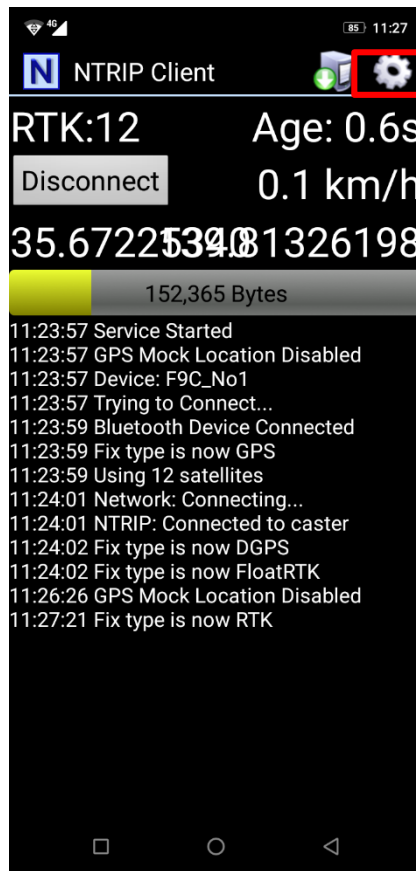 4G 85 11:27
N NTRIP Client
RTK:12 Age: 0.6s
Disconnect 0.1 km/h
35.6722
81326198
152,365 Bytes
11:23:57 Service Started
11:23:57 GPS Mock Location Disabled
11:23:57 Device: F9C_No1
11:23:57 Trying to Connect...
11:23:59 Bluetooth Device Connected
11:23:59 Fix type is now GPS
11:23:59 Using 12 satellites
11:24:01 Network: Connecting...
11:24:01 NTRIP: Connected to caster
11:24:02 Fix type is now DGPS
11:24:02 Fix type is now FloatRTK
11:26:26 GPS Mock Location Disabled
11:27:21 Fix type is now RTK